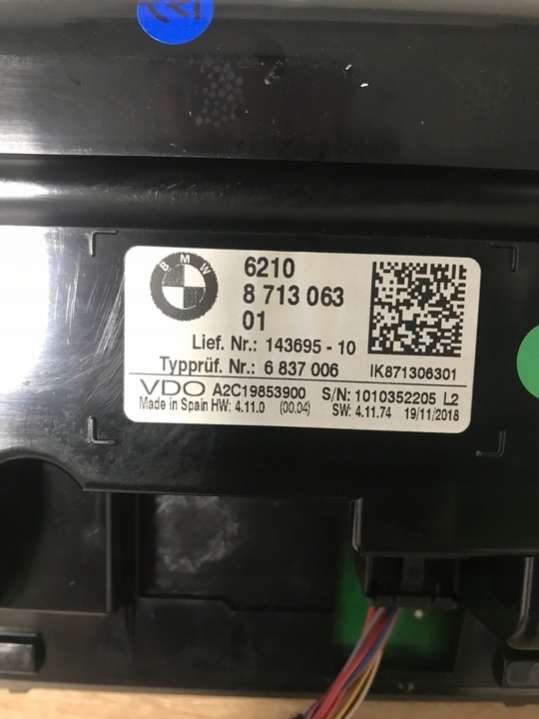 BMW
6210
8 713 063
01
Lief. Nr.: 143695 - 10
Typprüf. Nr.: 6 837 006
IK871306301
VDO A2C19853900 S/N: 1010352205 L2
Made in Spain HW: 4.11.0 (00.04) SW: 4.11.74 19/11/2018